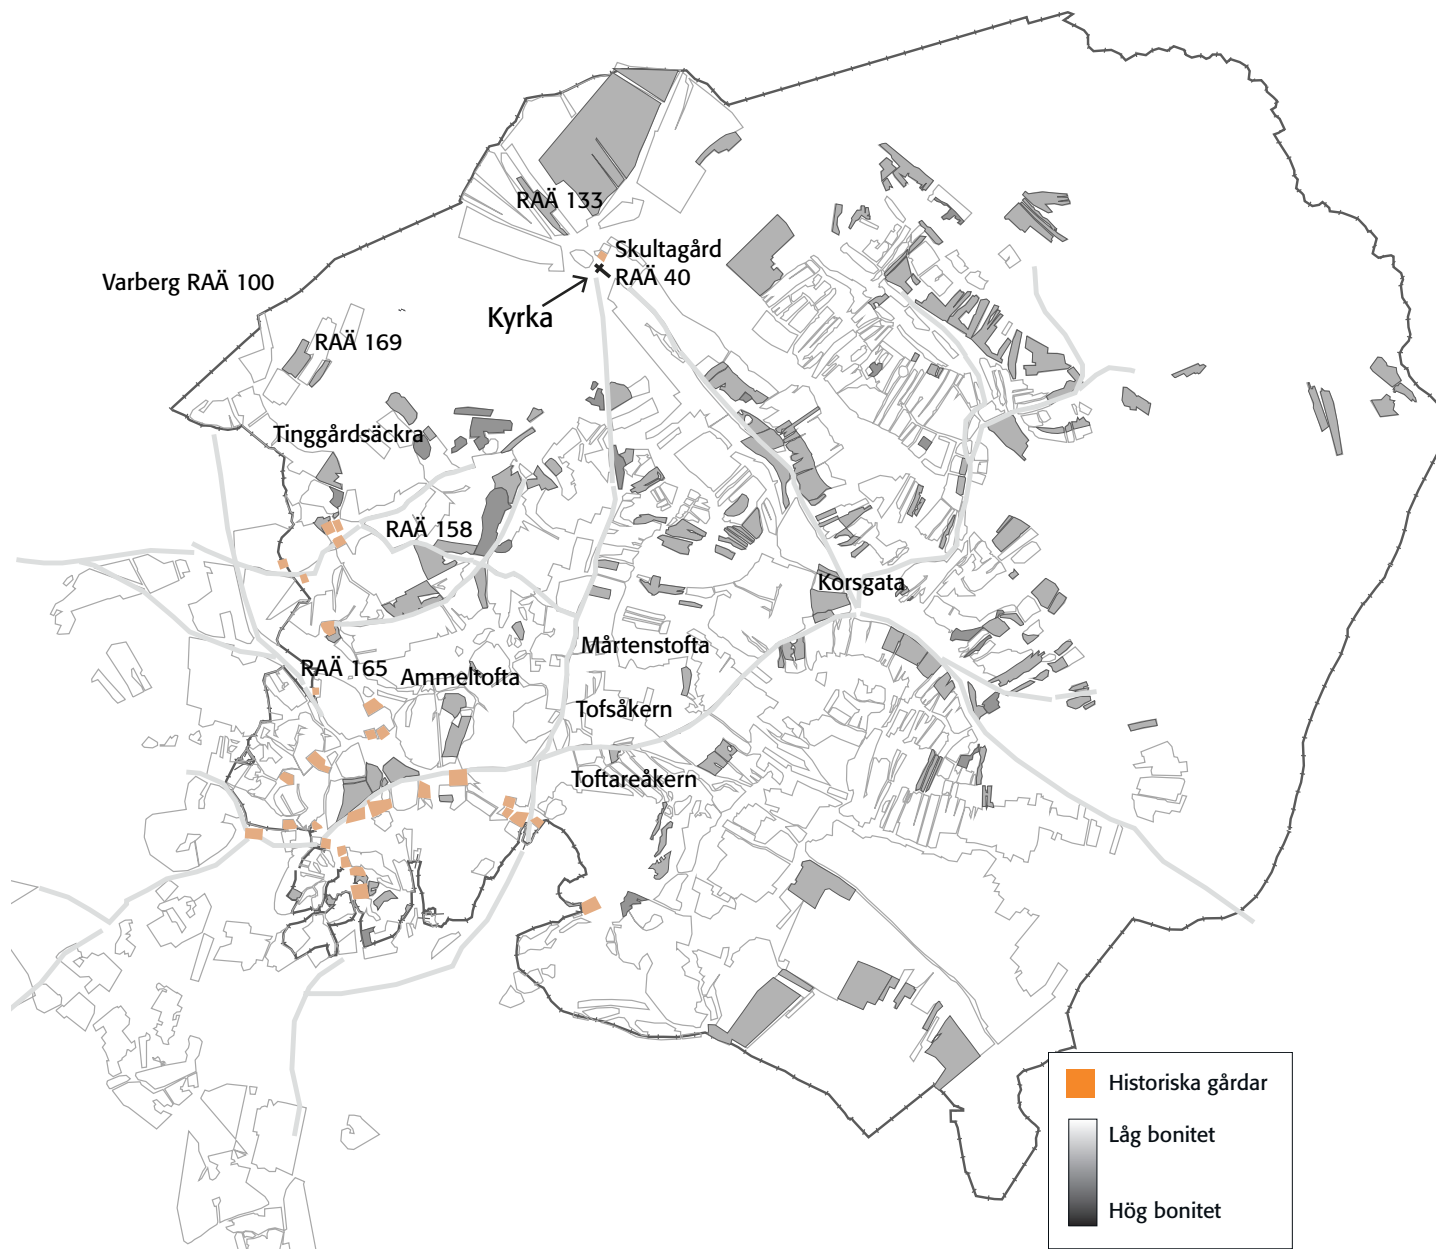 RAÄ 133
Skultagård
RAÄ 40
Varberg RAÄ 100
Kyrka
RAÄ 169
Tinggårdsäckra
RAÄ 158
Korsgata
Mårtenstofta
RAÄ 165
Ammeltofta
Tofsåkern
Toftareåkern
Historiska gårdar
Låg bonitet
Hög bonitet